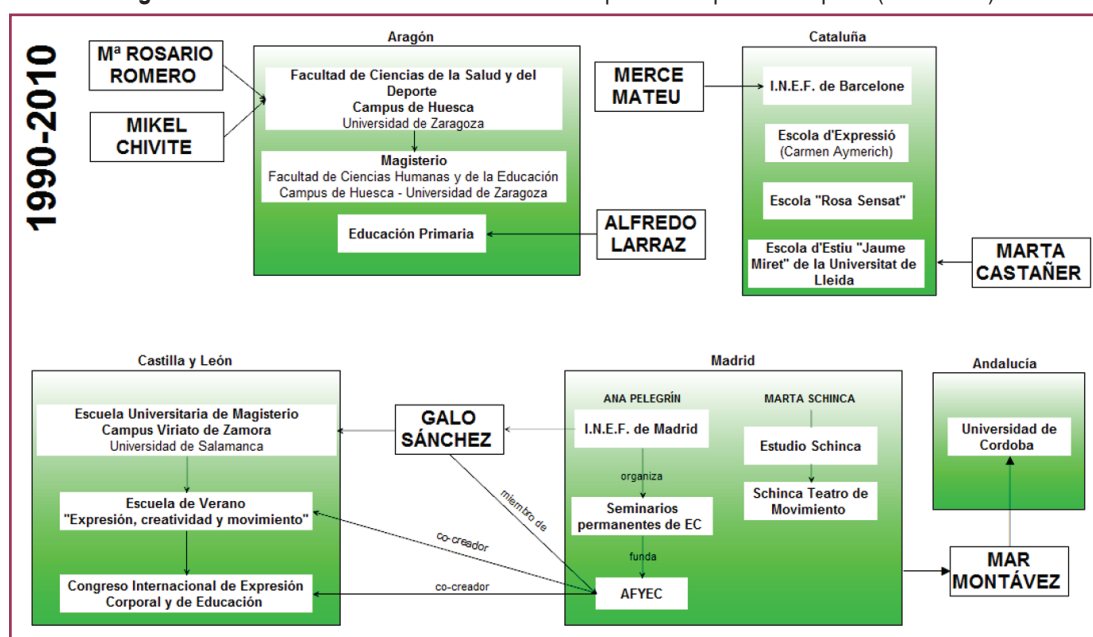 1990-2010
Mª ROSARIO
ROMERO
MIKEL
CHIVITE
Aragón
Facultad de Ciencias de la Salud y del
Deporte
Campus de Huesca
Universidad de Zaragoza
Magisterio
Facultad de Ciencias Humanas y de la Educación
Campus de Huesca - Universidad de Zaragoza
Educación Primaria
ALFREDO
LARRAZ
MERCE
MATEU
Cataluña
I.N.E.F. de Barcelone
Escola d'Expressió
(Carmen Aymerich)
Escola "Rosa Sensat"
Escola d'Estiu "Jaume
Miret" de la Universitat de
Lleida
MARTA
CASTAÑER
Castilla y León
Escuela Universitaria de Magisterio
Campus Viriato de Zamora
Universidad de Salamanca
Escuela de Verano
"Expresión, creatividad y movimiento"
Congreso Internacional de Expresión
Corporal y de Educación
GALO
SÁNCHEZ
miembro de
co-creador
co-creador
Madrid
ANA PELEGRÍN
I.N.E.F. de Madrid
organiza
Seminarios
permanentes de EC
funda
AFYEC
MARTA SCHINCA
Estudio Schinca
Schinca Teatro de
Movimiento
Andalucía
Universidad de
Cordoba
MAR
MONTÁVEZ